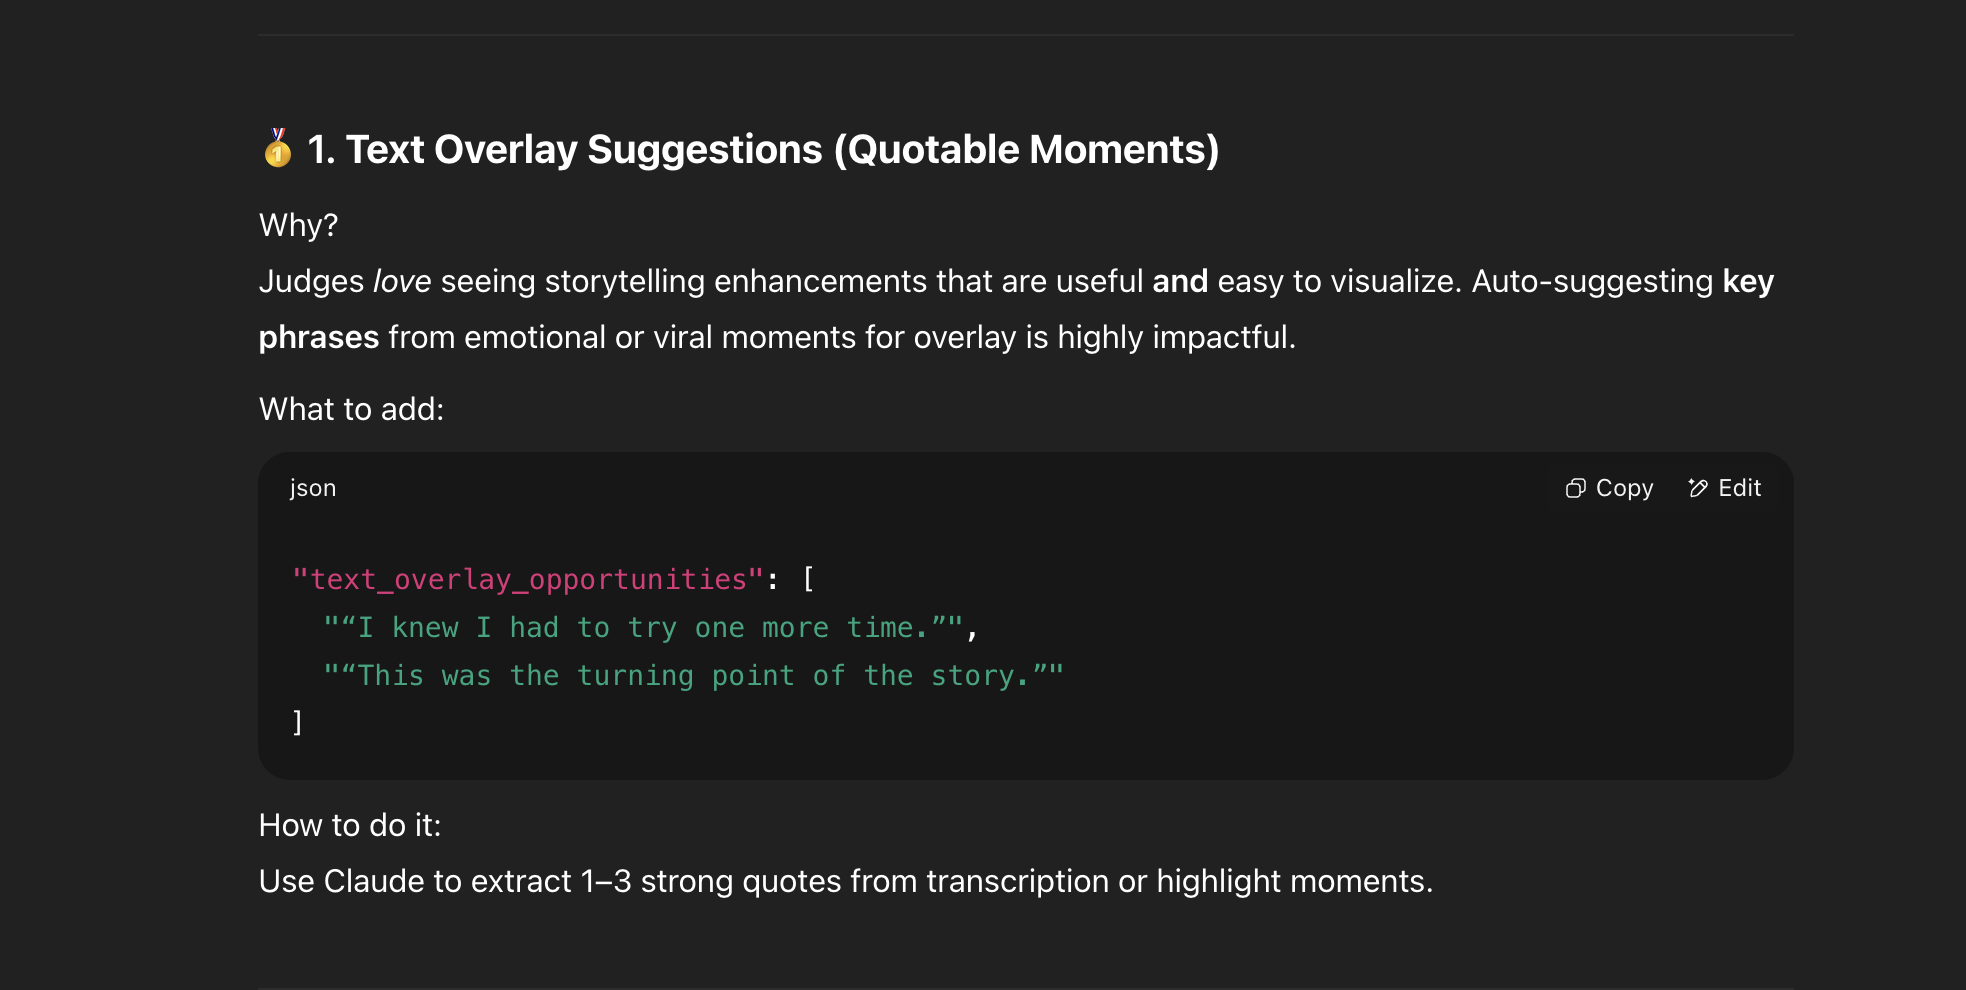 🥇 1. Text Overlay Suggestions (Quotable Moments)
Why?
Judges love seeing storytelling enhancements that are useful and easy to visualize. Auto-suggesting key
phrases from emotional or viral moments for overlay is highly impactful.
What to add:
json Copy Edit
"text_overlay_opportunities": [
"“I knew I had to try one more time.”",
"“This was the turning point of the story.”"
]
How to do it:
Use Claude to extract 1–3 strong quotes from transcription or highlight moments.